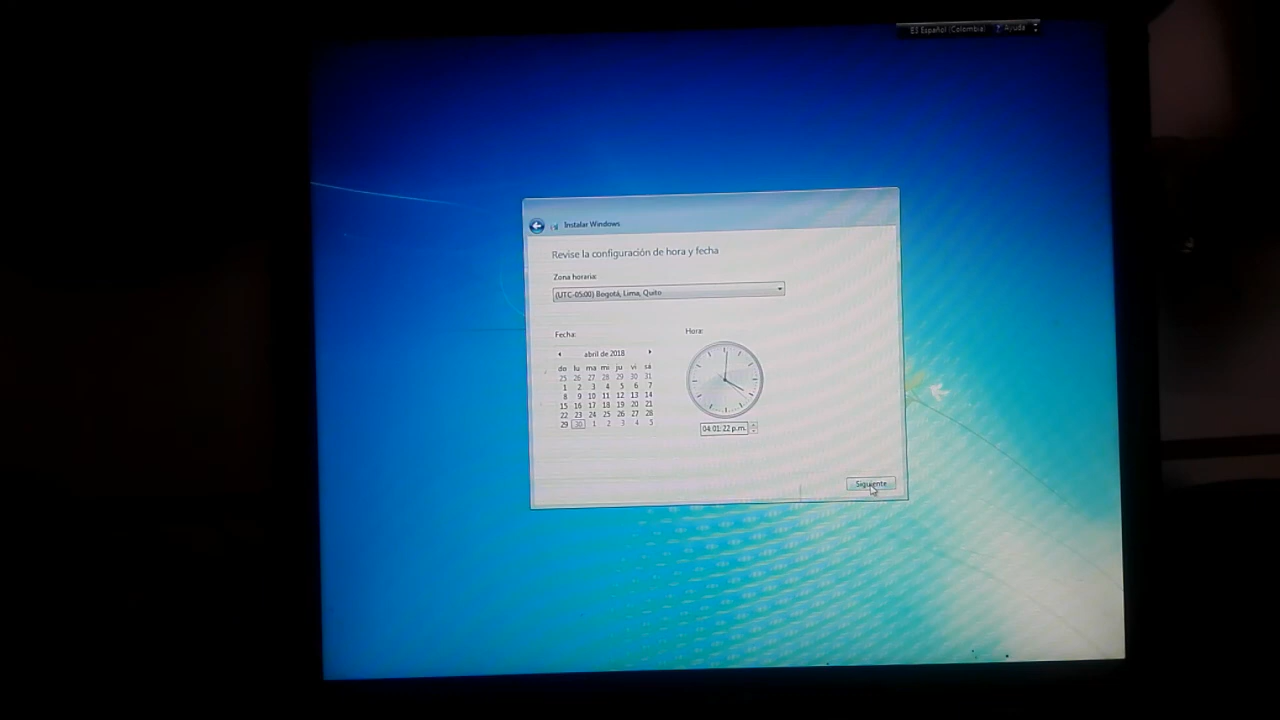 ES Español (Colombia) ? Ayuda
Instalar Windows
Revise la configuración de hora y fecha
Zona horaria:
(UTC-05:00) Bogotá, Lima, Quito
Fecha:
Hora:
abril de 2018
do lu ma mi ju vi sá
25 26 27 28 29 30 31
1 2 3 4 5 6 7
8 9 10 11 12 13 14
15 16 17 18 19 20 21
22 23 24 25 26 27 28
29 30 1 2 3 4 5
04:01:22 p.m.
Siguiente